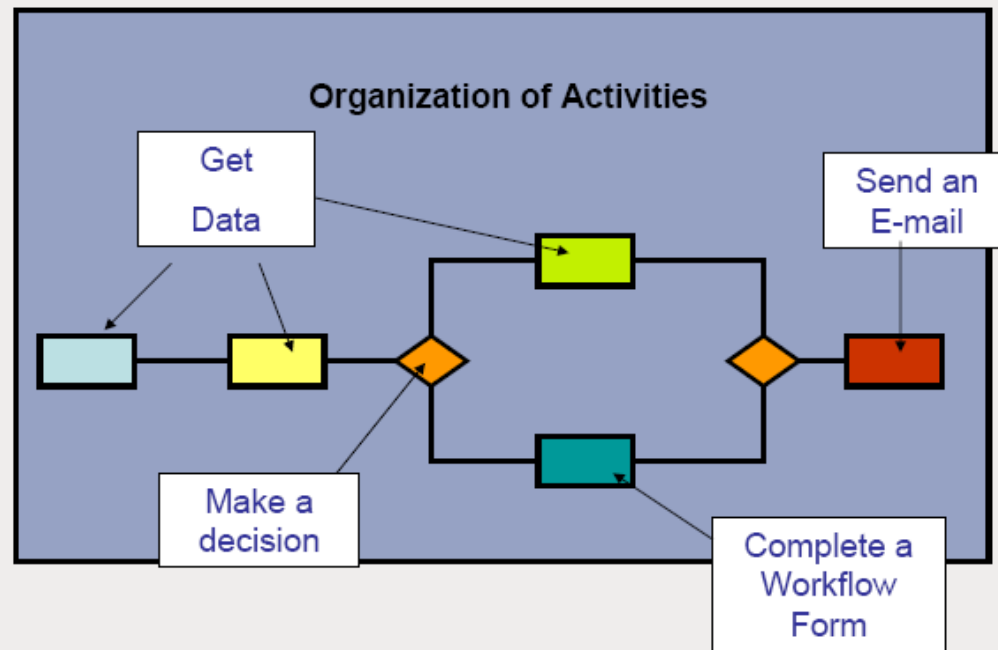 Organization of Activities
Get
Data
Send an
E-mail
Make a
decision
Complete a
Workflow
Form